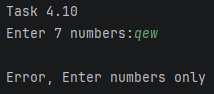 Task 4.10
Enter 7 numbers:qew
Error, Enter numbers only